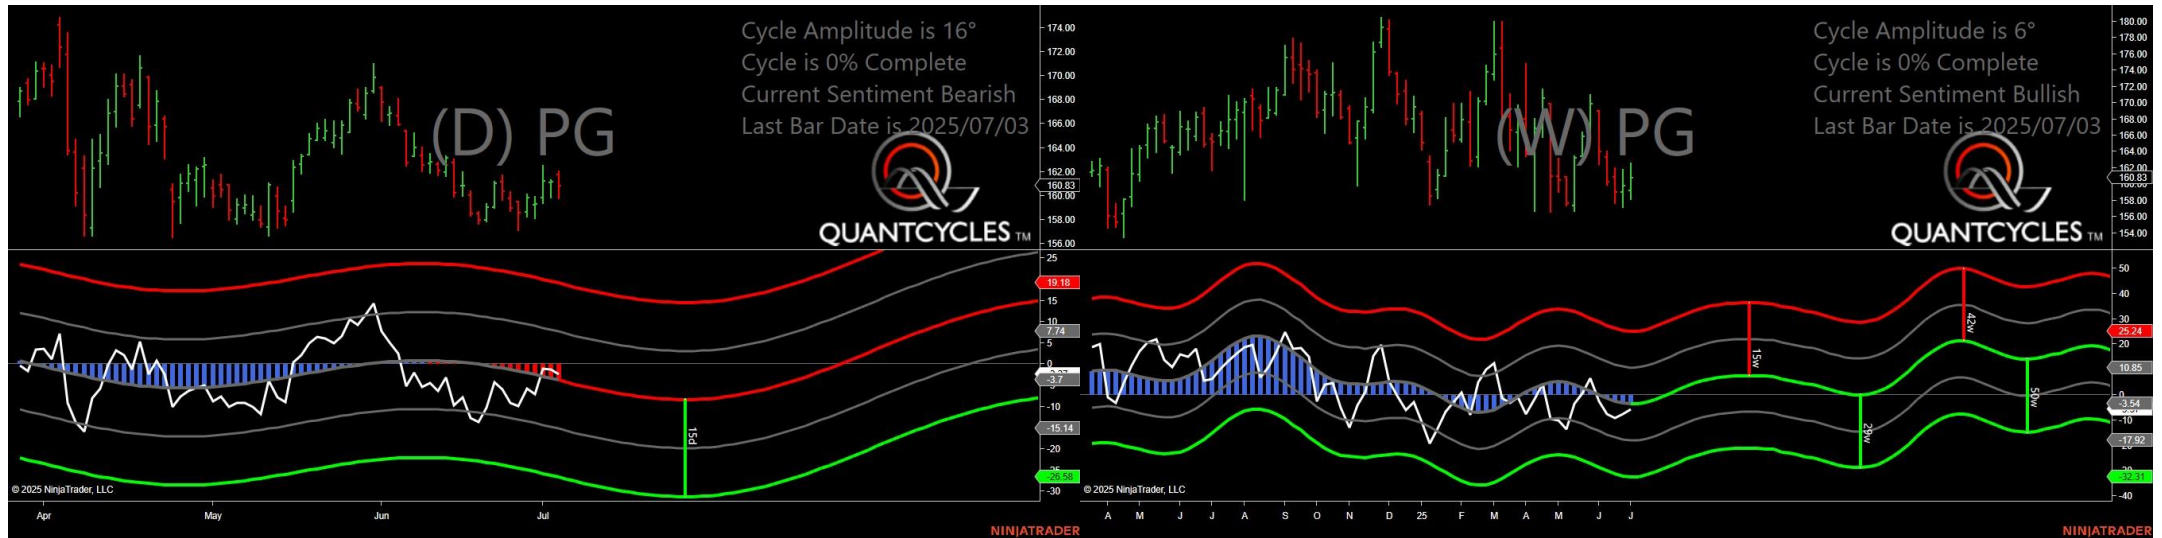 Cycle Amplitude is 16°
Cycle is 0% Complete
Current Sentiment Bearish
Last Bar Date is 2025/07/03
(D) PG
QUANTCYCLES TM
174.00
172.00
170.00
168.00
166.00
164.00
162.00
160.83
160.00
158.00
156.00
25
19.18
15
10
7.74
5
0
-3.7
-10
-15.14
-20
-26.58
-30
15d
© 2025 NinjaTrader, LLC
Apr May Jun Jul
NINJATRADER
Cycle Amplitude is 6°
Cycle is 0% Complete
Current Sentiment Bullish
Last Bar Date is 2025/07/03
(W) PG
QUANTCYCLES TM
180.00
178.00
176.00
174.00
172.00
170.00
168.00
166.00
164.00
162.00
160.83
158.00
156.00
154.00
50
40
30
25.24
20
10.85
0
-3.54
-10
-17.92
-32.31
-40
15w
29w
42w
50w
© 2025 NinjaTrader, LLC
A M J J A S O N D 25 F M A M J J
NINJATRADER